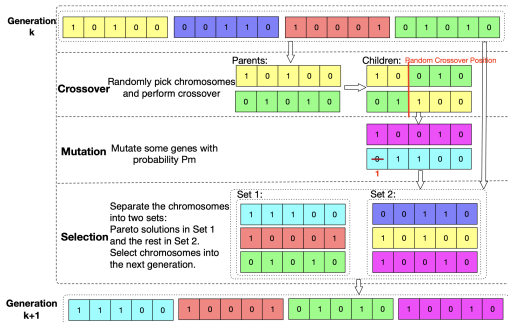 Generation
k
1 0 1 0 0 0 0 1 1 0 1 0 0 0 1 0 1 0 1 0
Crossover
Randomly pick chromosomes
and perform crossover
Parents:
1 0 1 0 0
0 1 0 1 0
Children: Random Crossover Position
1 0 0 1 0
0 1 1 0 0
Mutation
Mutate some genes with
probability Pm
1 0 0 1 0
0 1 1 0 0
1
Selection
Separate the chromosomes
into two sets:
Pareto solutions in Set 1
and the rest in Set 2.
Select chromosomes into
the next generation.
Set 1:
1 1 1 0 0
1 0 0 0 1
0 1 0 1 0
Set 2:
0 0 1 1 0
1 0 1 0 0
1 0 0 1 0
Generation
k+1
1 1 1 0 0 1 0 0 0 1 0 1 0 1 0 1 0 0 1 0